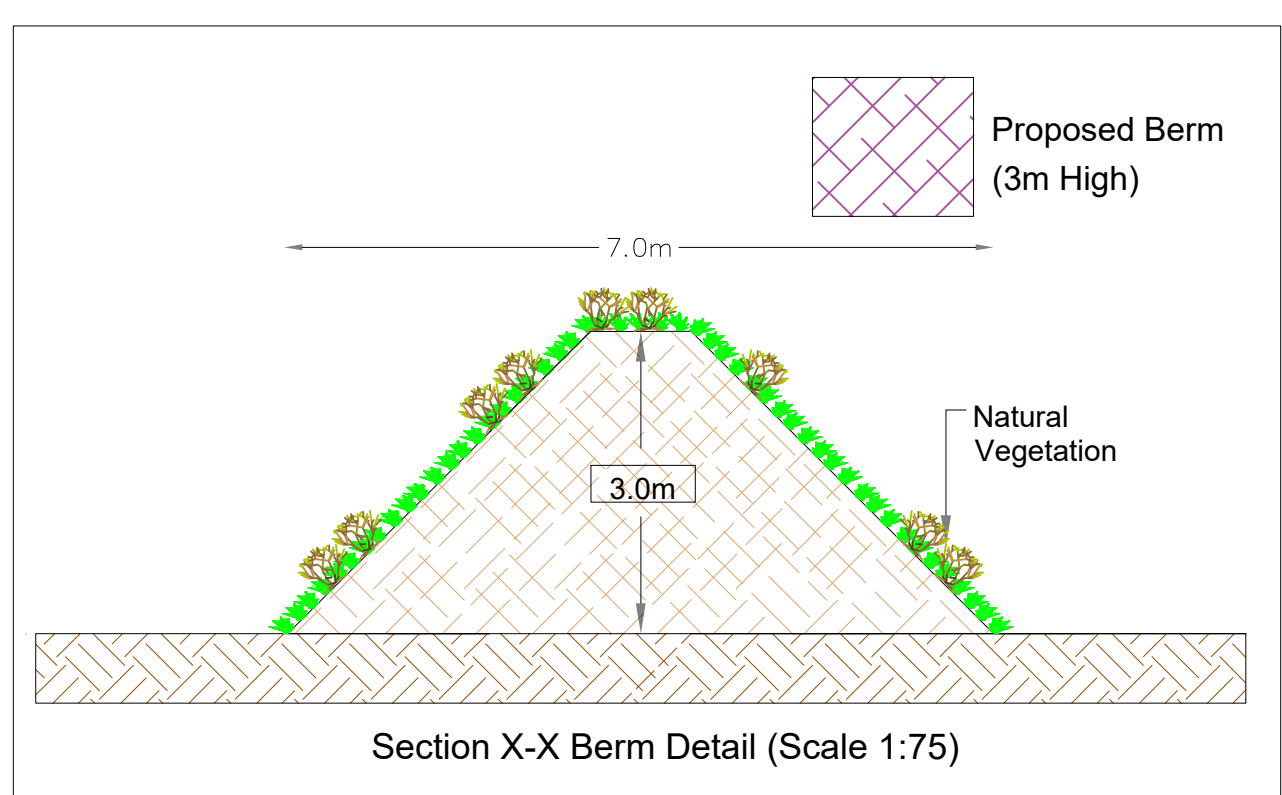 Proposed Berm
(3m High)
7.0m
Natural
Vegetation
3.0m
Section X-X Berm Detail (Scale 1:75)